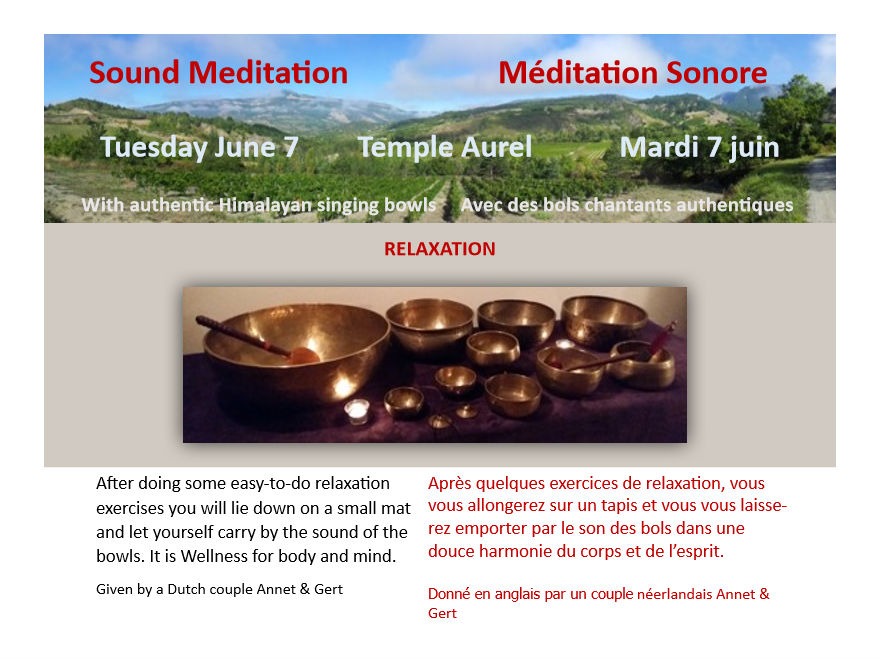 Sound Meditation Méditation Sonore
Tuesday June 7 Temple Aurel Mardi 7 juin
With authentic Himalayan singing bowls Avec des bols chantants authentiques
RELAXATION
After doing some easy-to-do relaxation
exercises you will lie down on a small mat
and let yourself carry by the sound of the
bowls. It is Wellness for body and mind.
Given by a Dutch couple Annet & Gert
Après quelques exercices de relaxation, vous
vous allongerez sur un tapis et vous vous laisse-
rez emporter par le son des bols dans une
douce harmonie du corps et de l’esprit.
Donné en anglais par un couple néerlandais Annet &
Gert